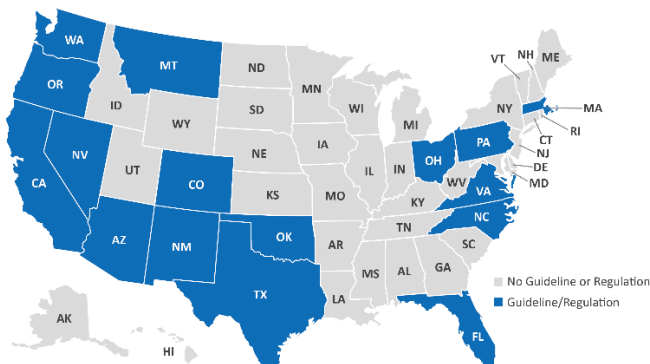 WA
MT
ND
MN
VT
NH
ME
OR
ID
SD
WI
MI
NY
MA
WY
RI
CT
NV
UT
NE
IA
PA
NJ
CA
CO
IL
IN
OH
DE
MD
KS
MO
WV
VA
KY
AZ
NM
OK
AR
TN
NC
SC
TX
LA
MS
AL
GA
No Guideline or Regulation
Guideline/Regulation
AK
HI
FL